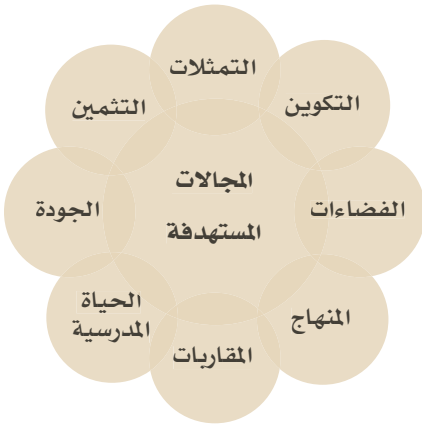 المجالات
المستهدفة
التمثلات
التكوين
الفضاءات
المنهاج
المقاربات
الحياة
المدرسية
الجودة
التثمين